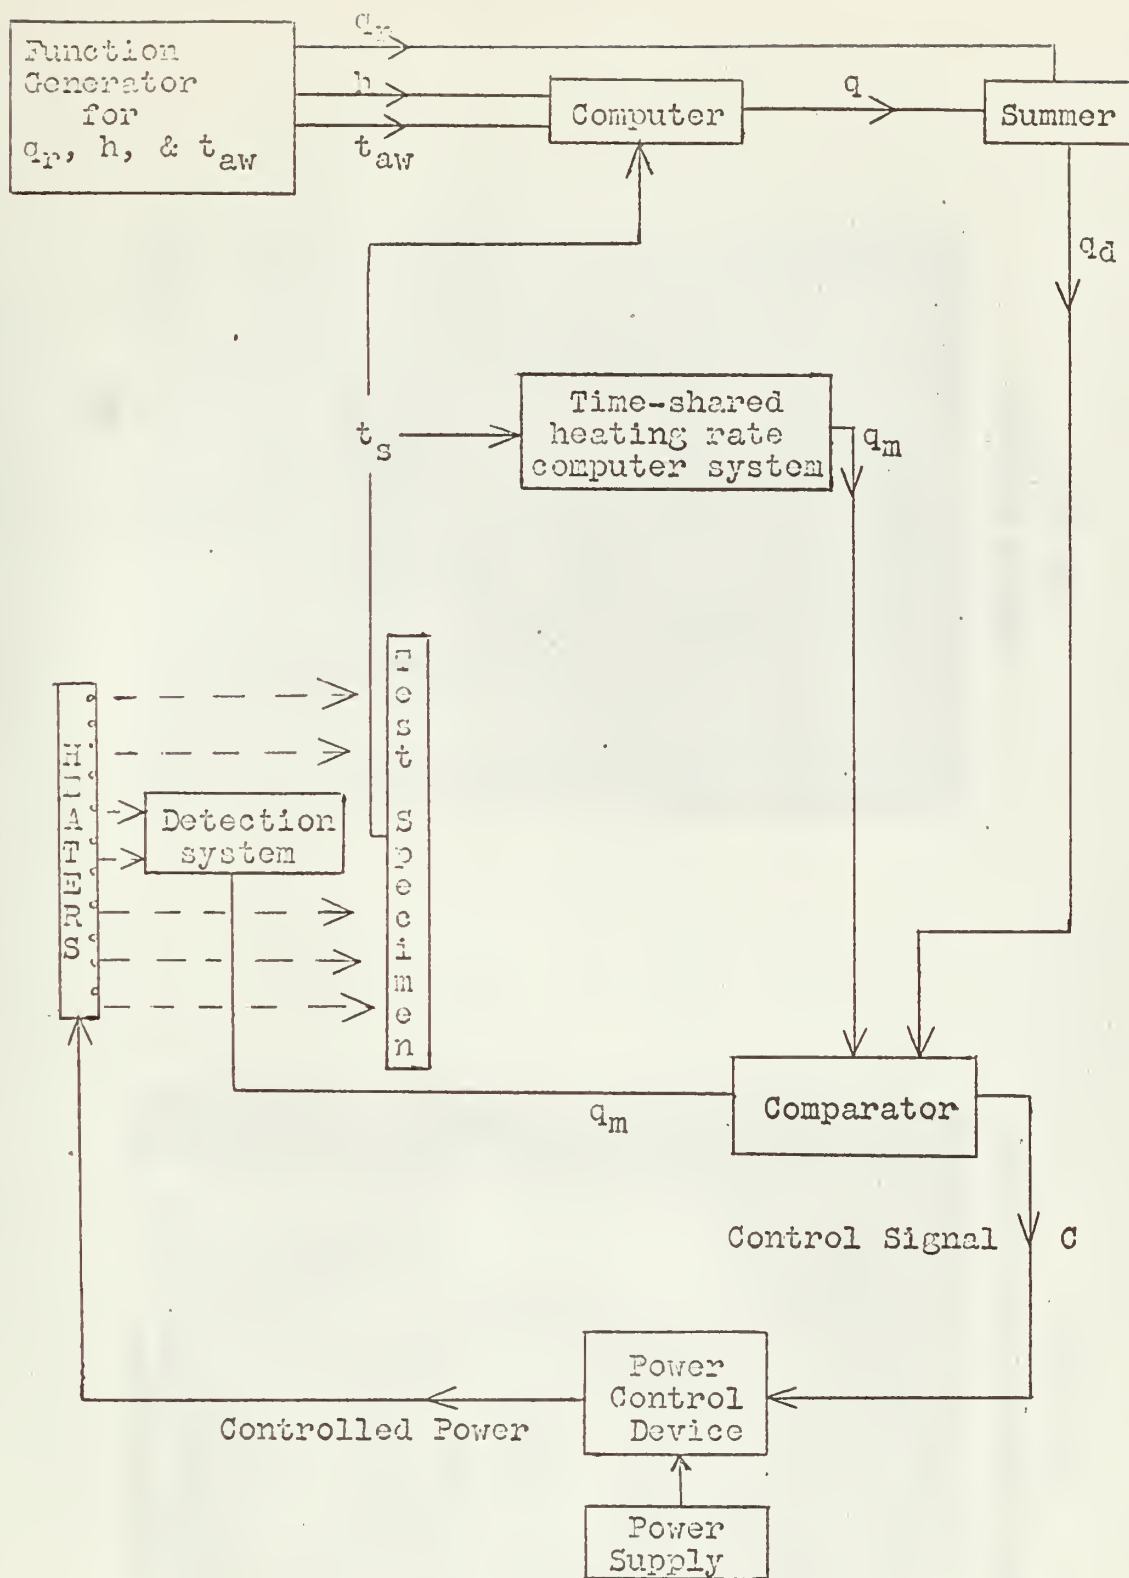 Function
Generator
for
q_r, h, & t_aw
q_r
h
t_aw
Computer
q
Summer
q_d
Time-shared
heating rate
computer system
t_s
q_m
HEATERS
Detection
system
Test Specimen
q_m
Comparator
Control Signal C
Power
Control
Device
Controlled Power
Power
Supply